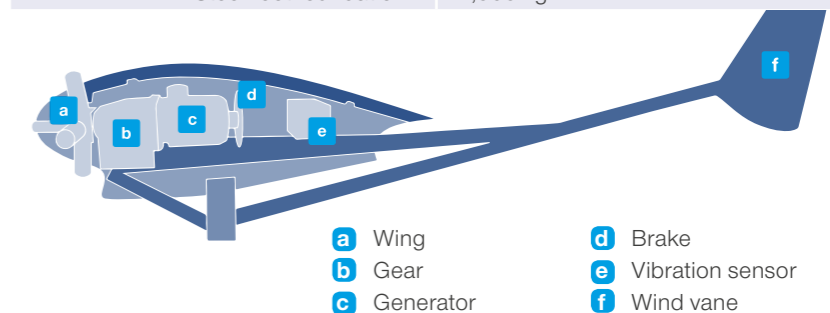 a
b
c
d
e
f
a Wing
b Gear
c Generator
d Brake
e Vibration sensor
f Wind vane